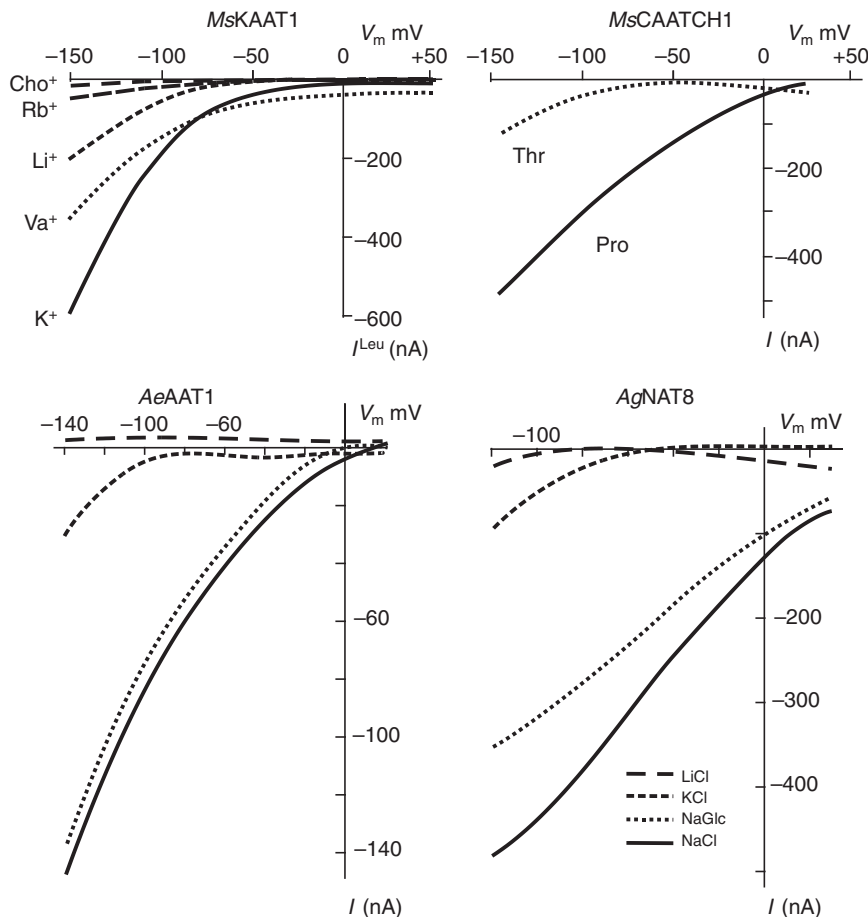 MsKAAT1
Vm mV
−150 −100 −50 0 +50
Cho+
Rb+
Li+
Va+
K+
−200
−400
−600
I Leu (nA)
MsCAATCH1
Vm mV
−150 −100 −50 0 +50
Thr
Pro
−200
−400
I (nA)
AeAAT1
−140 −100 −60
Vm mV
−60
−100
−140
I (nA)
AgNAT8
Vm mV
−100
−200
−300
−400
LiCl
KCl
NaGlc
NaCl
I (nA)